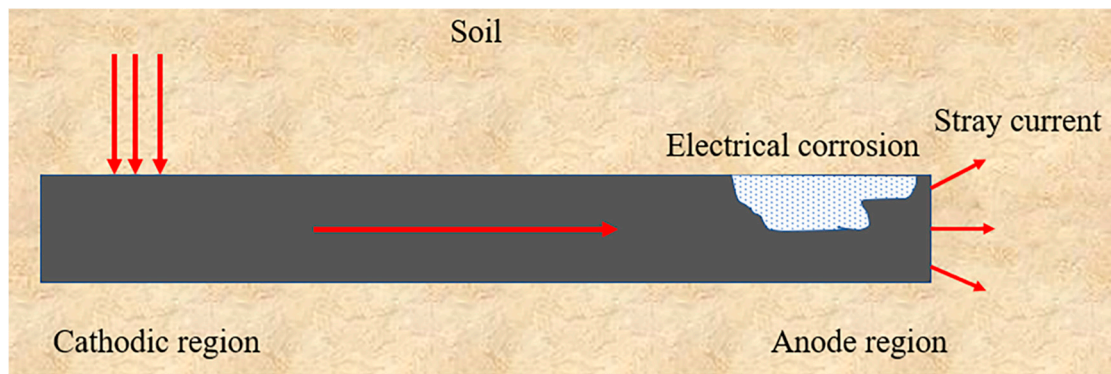 Soil
Stray current
Electrical corrosion
Cathodic region
Anode region